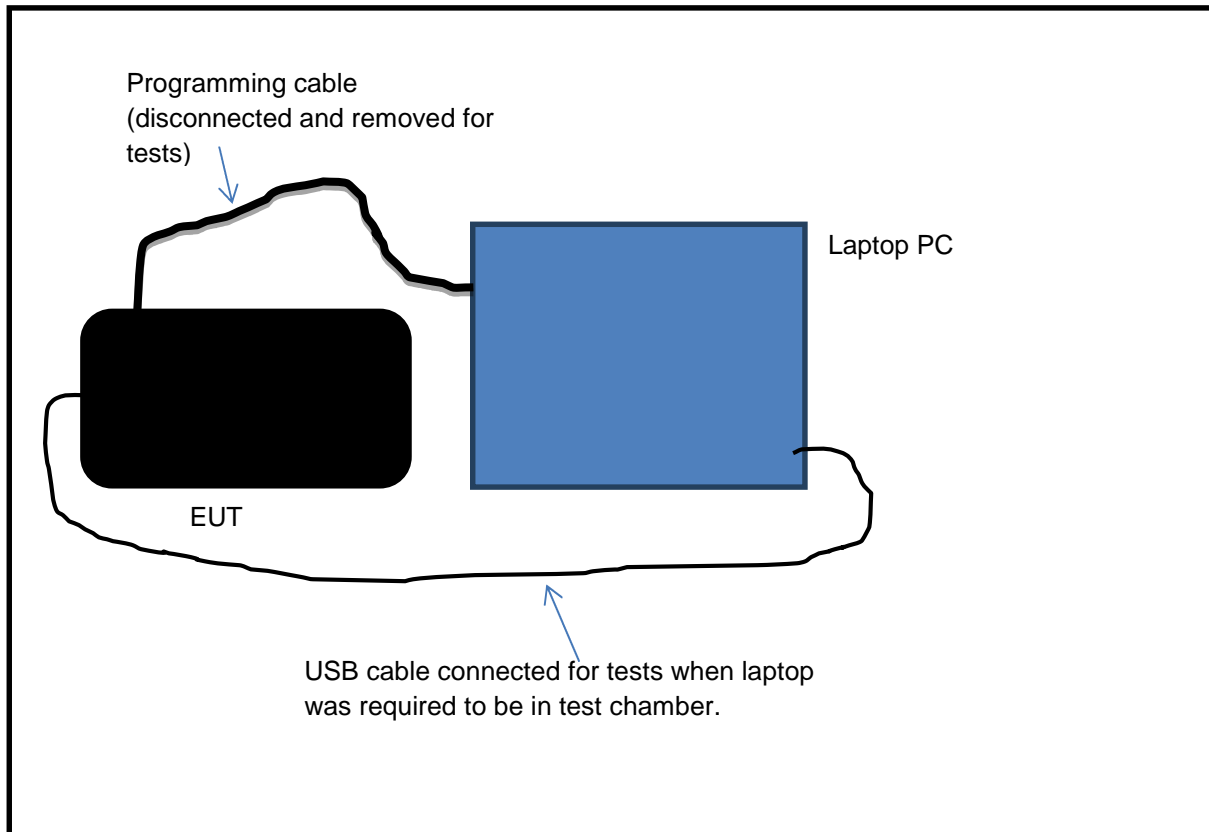 Programming cable
(disconnected and removed for
tests)
Laptop PC
EUT
USB cable connected for tests when laptop
was required to be in test chamber.